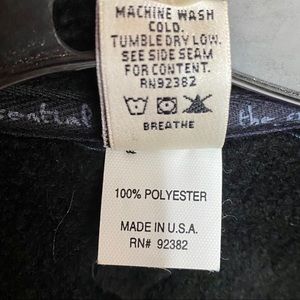 MACHINE WASH
COLD.
TUMBLE DRY LOW.
SEE SIDE SEAM
FOR CONTENT.
RN92382
BREATHE
the
100% POLYESTER
MADE IN U.S.A.
RN# 92382